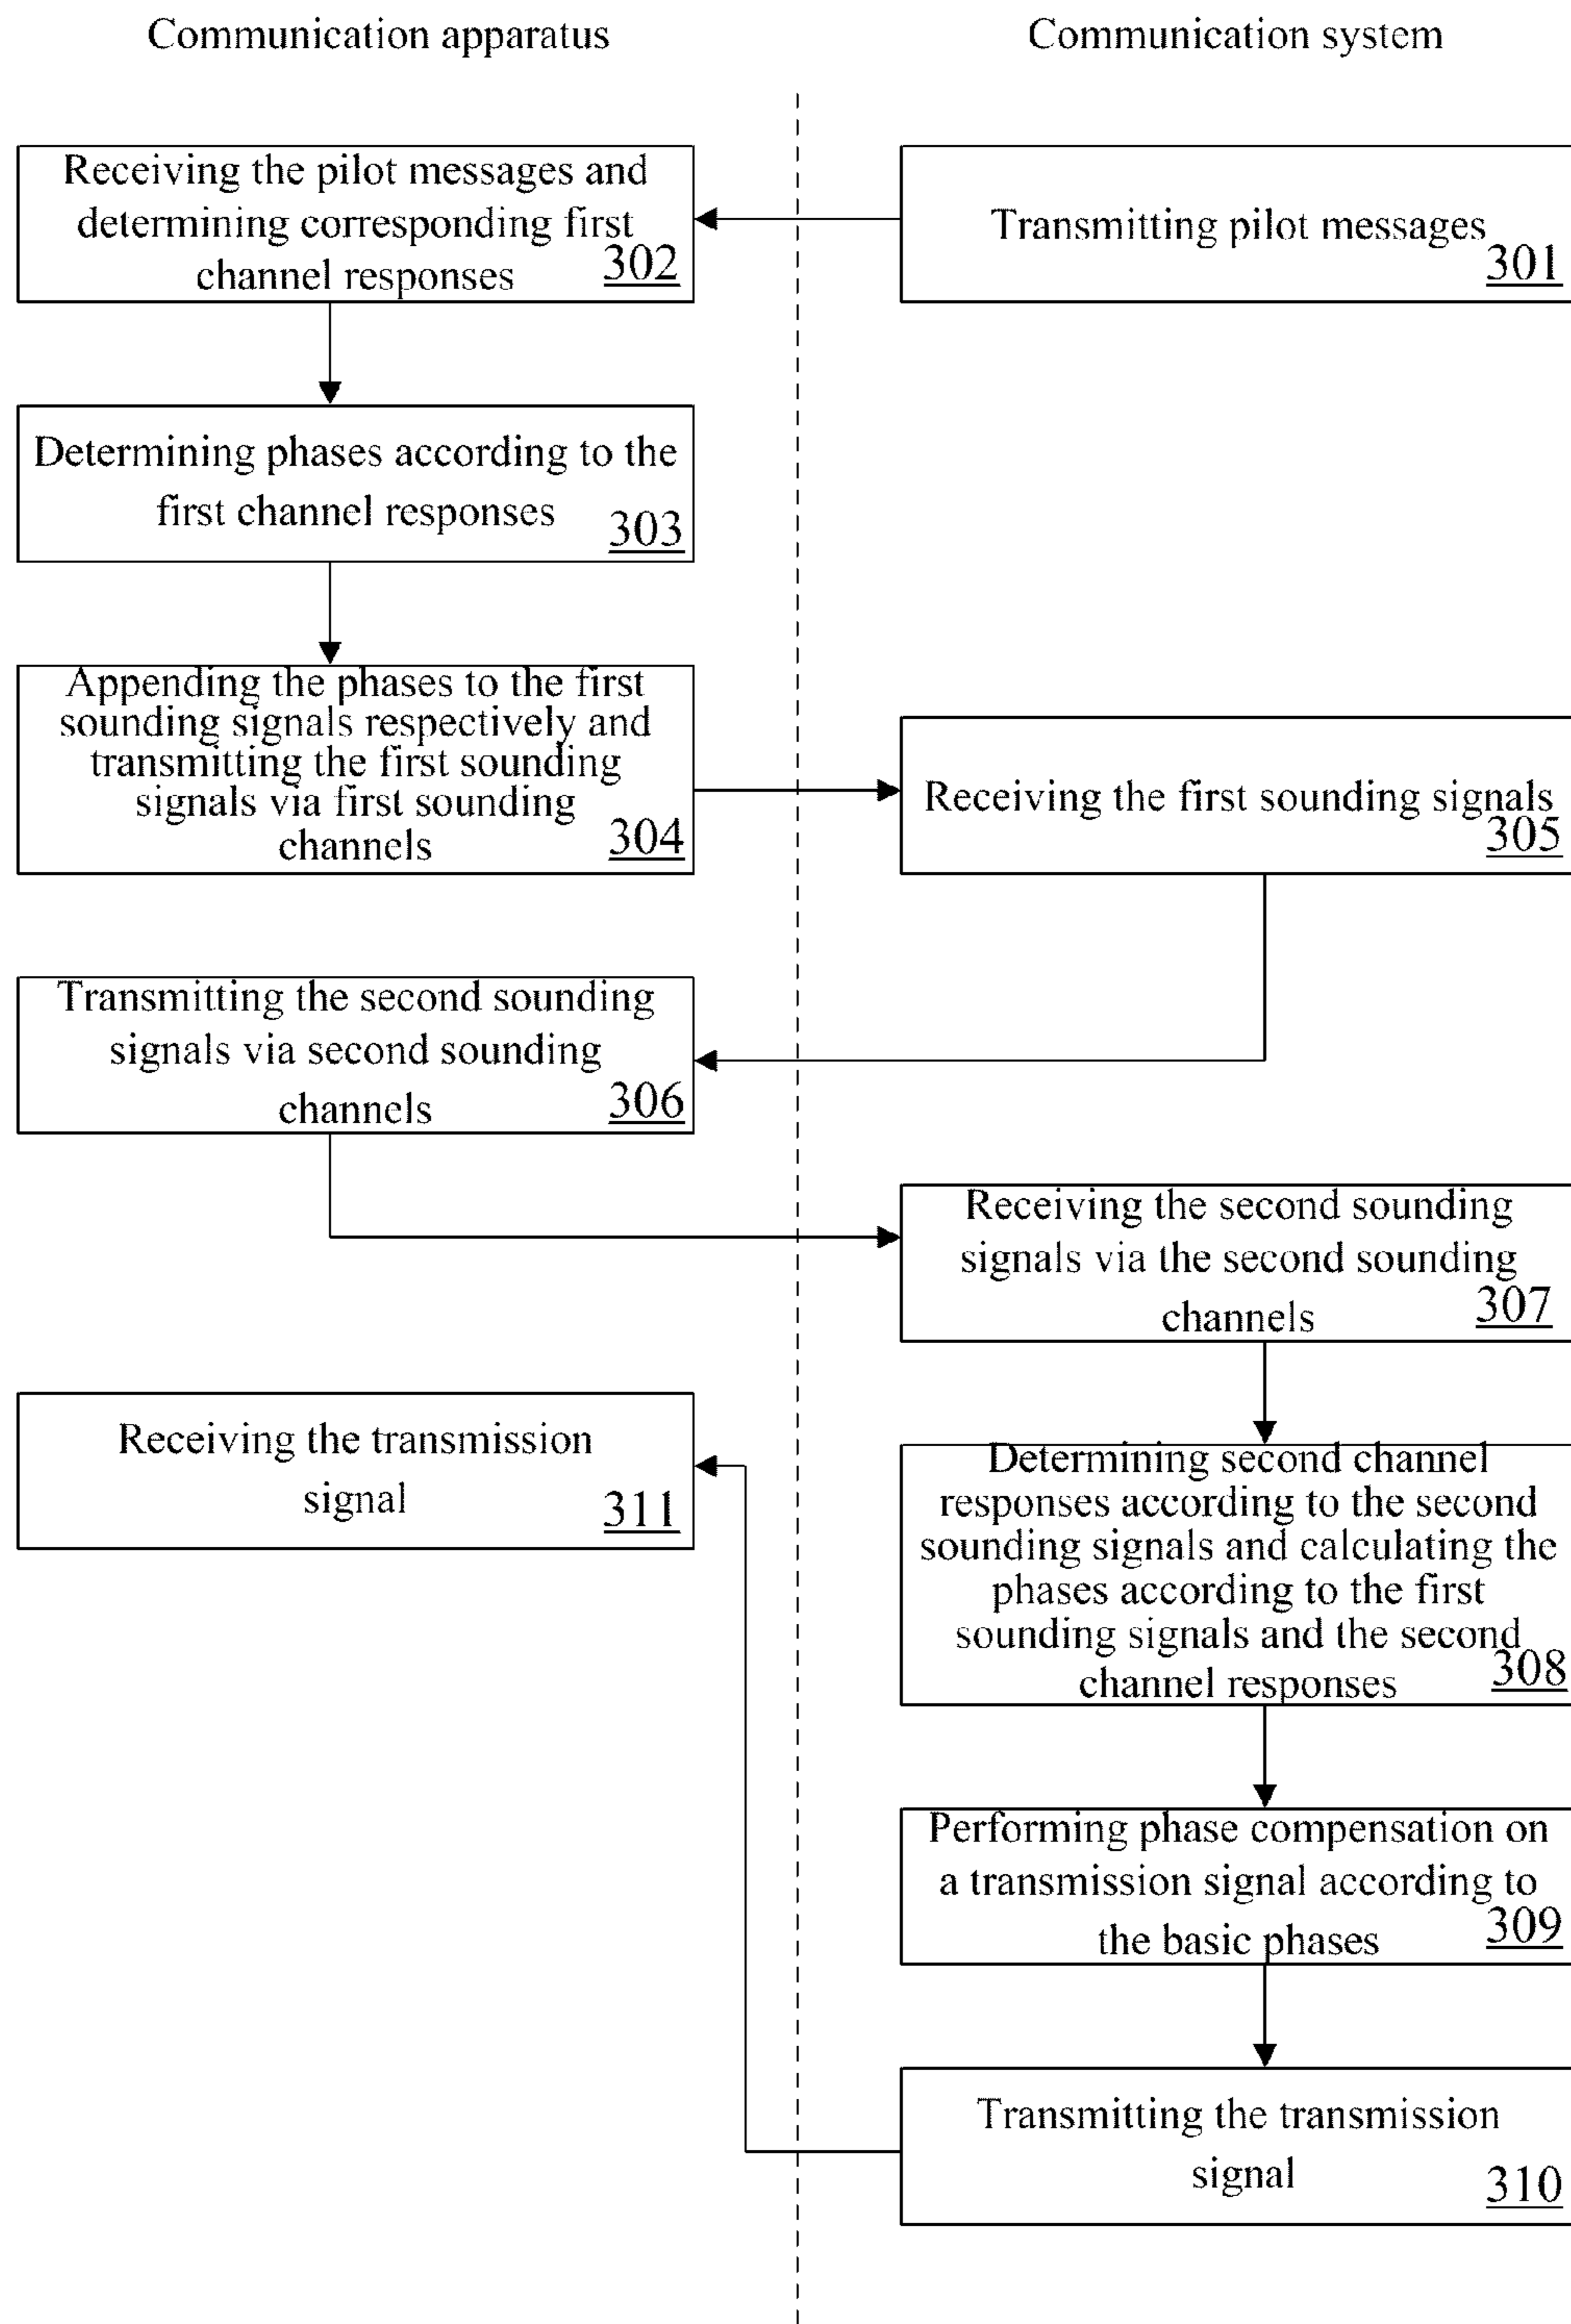 Communication apparatus
Communication system
Receiving the pilot messages and
determining corresponding first
channel responses
302
Transmitting pilot messages
301
Determining phases according to the
first channel responses
303
Appending the phases to the first
sounding signals respectively and
transmitting the first sounding
signals via first sounding
channels
304
Receiving the first sounding signals
305
Transmitting the second sounding
signals via second sounding
channels
306
Receiving the second sounding
signals via the second sounding
channels
307
Receiving the transmission
signal
311
Determining second channel
responses according to the second
sounding signals and calculating the
phases according to the first
sounding signals and the second
channel responses
308
Performing phase compensation on
a transmission signal according to
the basic phases
309
Transmitting the transmission
signal
310